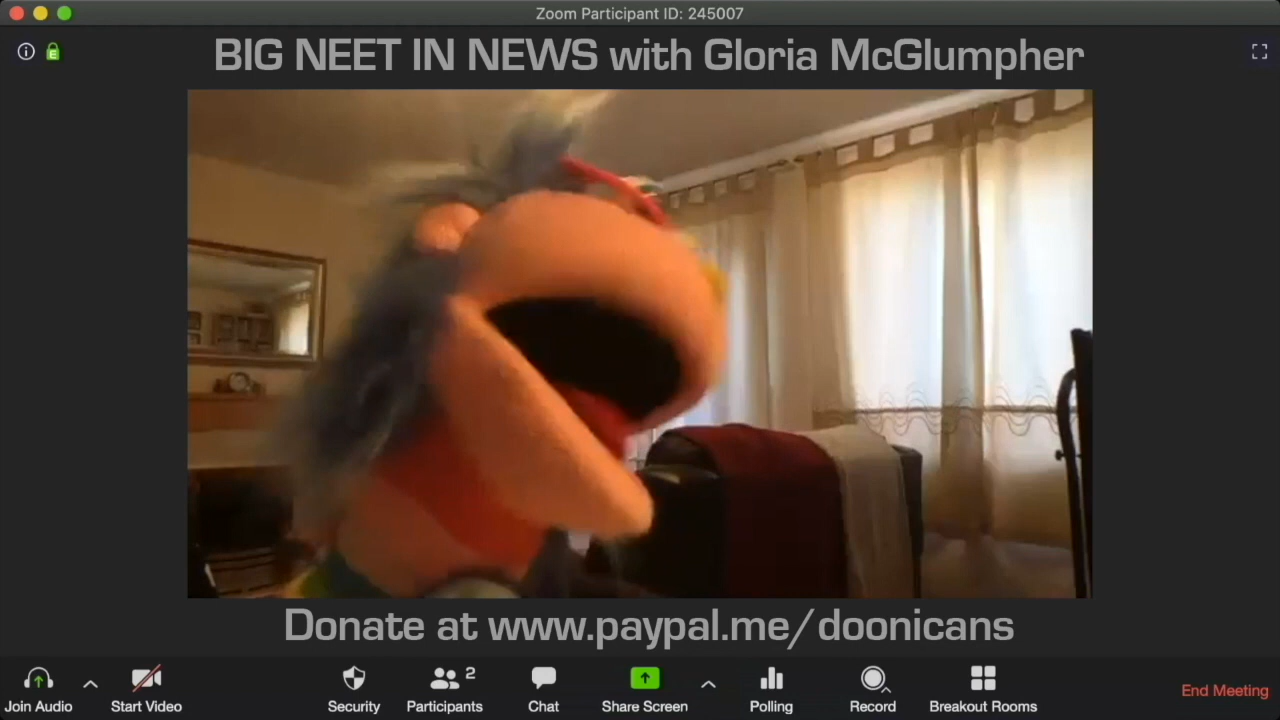 Zoom Participant ID: 245007
BIG NEET IN NEWS with Gloria McGlumpher
E
Donate at www.paypal.me/doonicans
2
Join Audio Start Video Security Participants Chat Share Screen Polling Record Breakout Rooms End Meeting